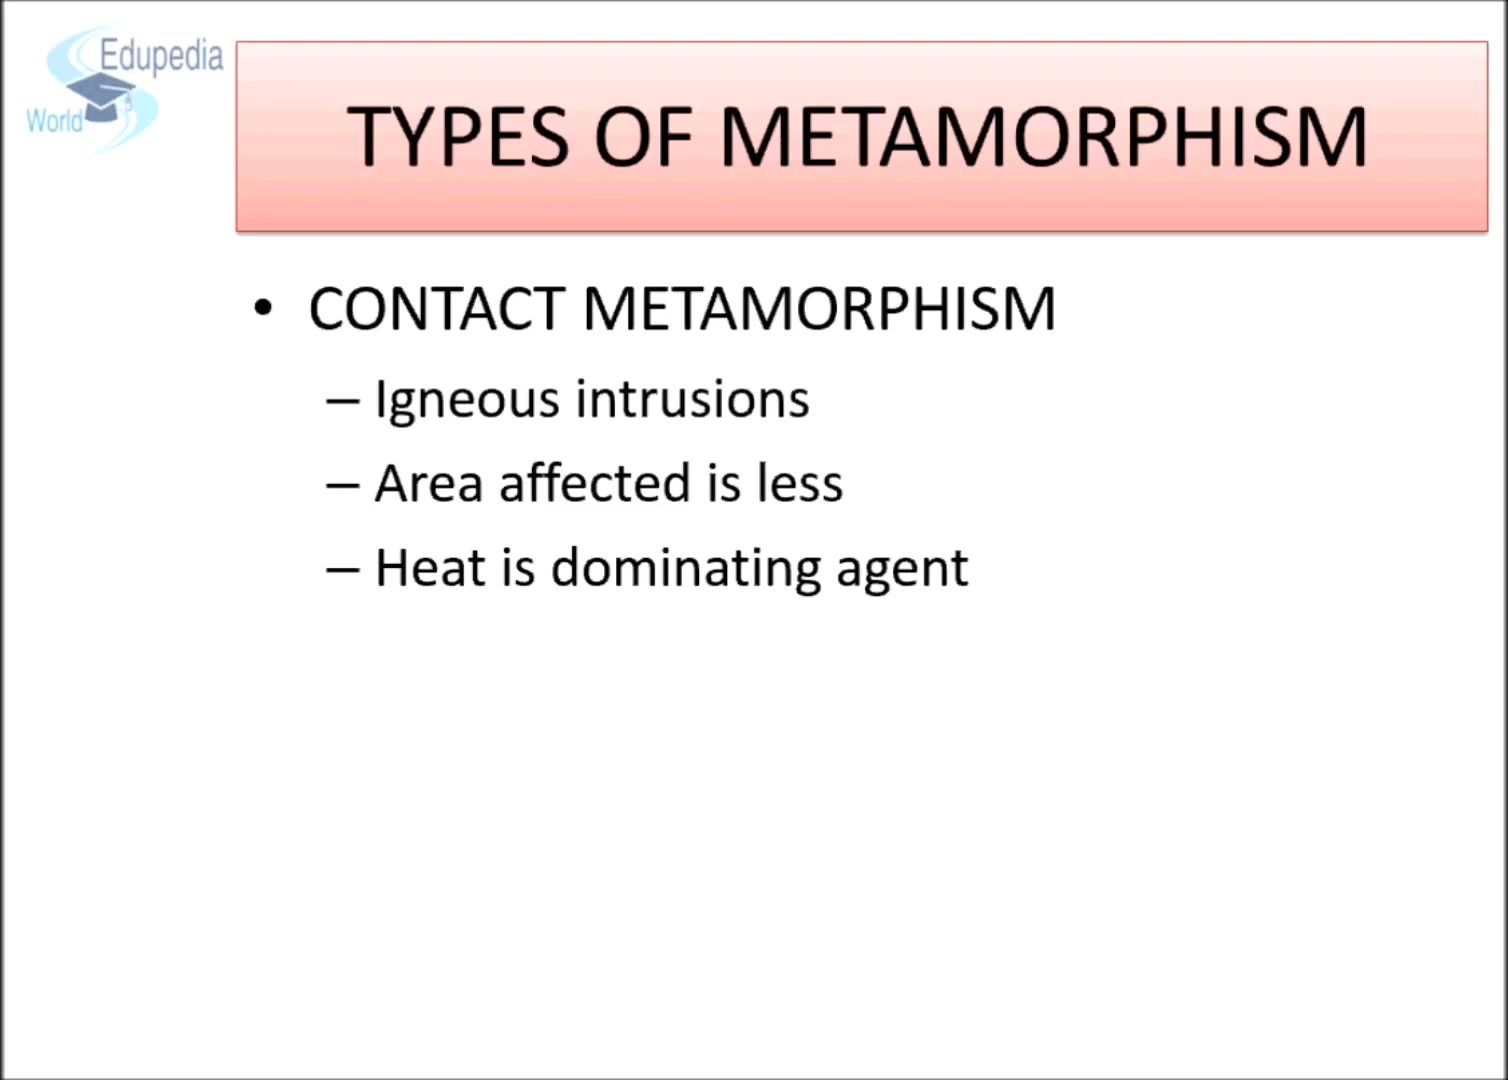 Edupedia
World
TYPES OF METAMORPHISM
• CONTACT METAMORPHISM
– Igneous intrusions
– Area affected is less
– Heat is dominating agent